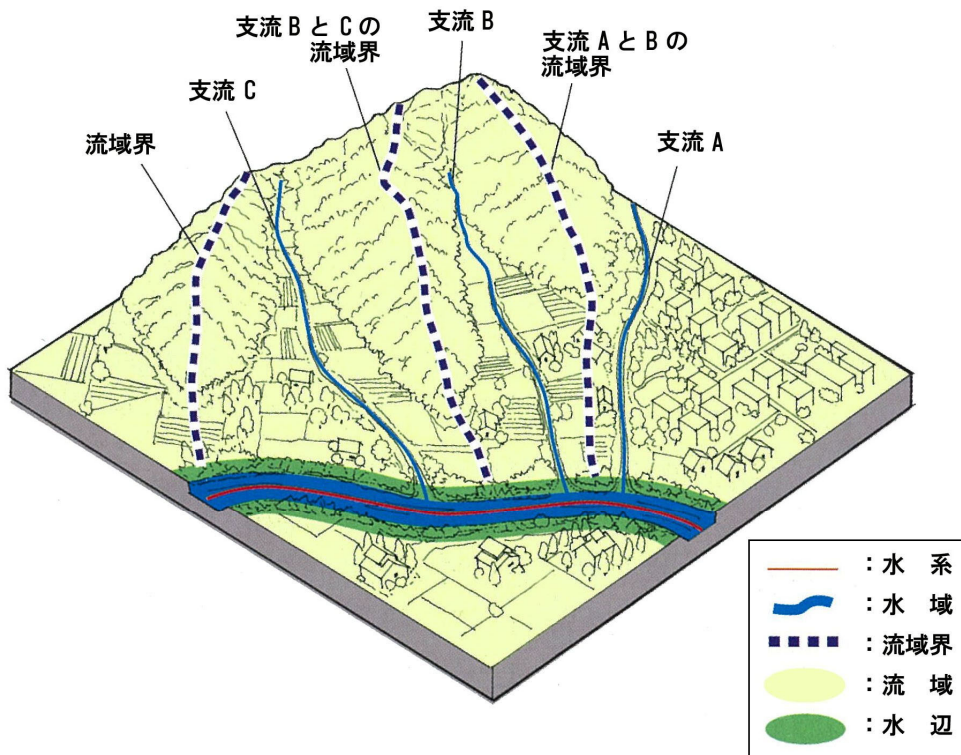 支流BとCの
流域界
支流B
支流AとBの
流域界
支流C
流域界
支流A
：水　系
：水　域
：流域界
：流　域
：水　辺